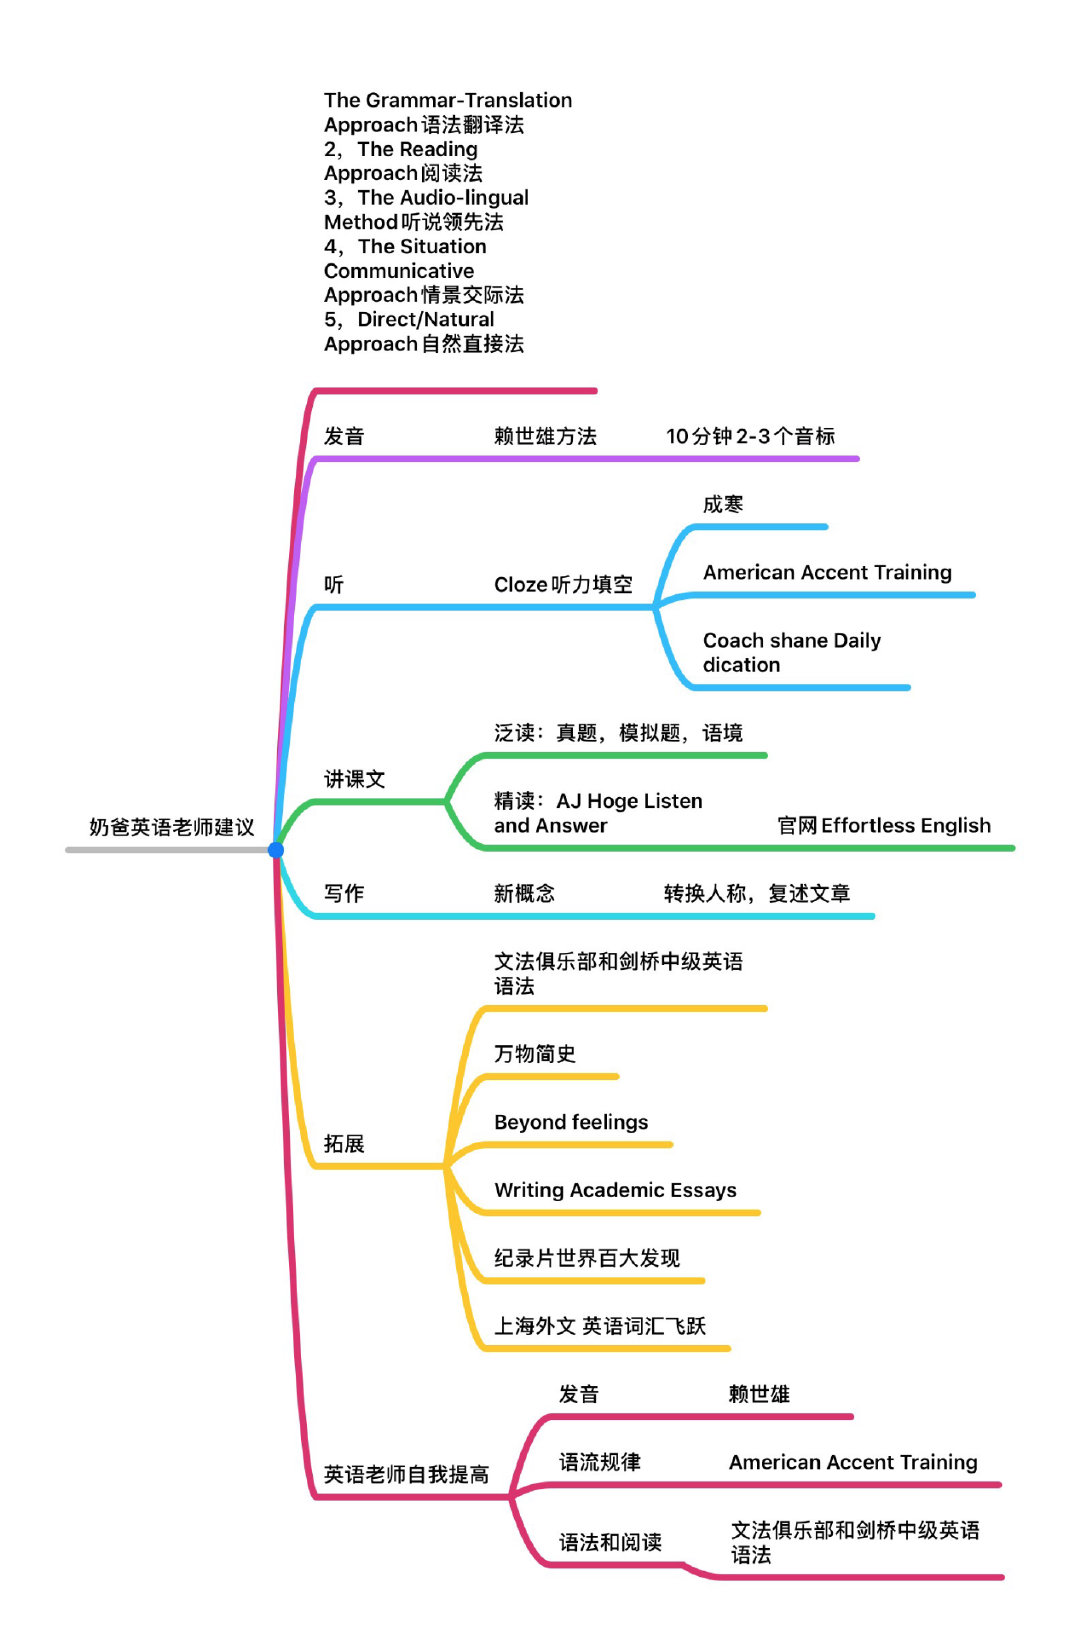 The Grammar-Translation
Approach语法翻译法
2，The Reading
Approach阅读法
3，The Audio-lingual
Method听说领先法
4，The Situation
Communicative
Approach情景交际法
5，Direct/Natural
Approach自然直接法
发音 赖世雄方法 10分钟2-3个音标
成寒
听 Cloze听力填空
American Accent Training
Coach shane Daily
dication
讲课文
泛读：真题，模拟题，语境
精读：AJ Hoge Listen
and Answer
官网Effortless English
奶爸英语老师建议
写作 新概念 转换人称，复述文章
拓展
文法俱乐部和剑桥中级英语
语法
万物简史
Beyond feelings
Writing Academic Essays
纪录片世界百大发现
上海外文 英语词汇飞跃
英语老师自我提高
发音 赖世雄
语流规律 American Accent Training
语法和阅读
文法俱乐部和剑桥中级英语
语法